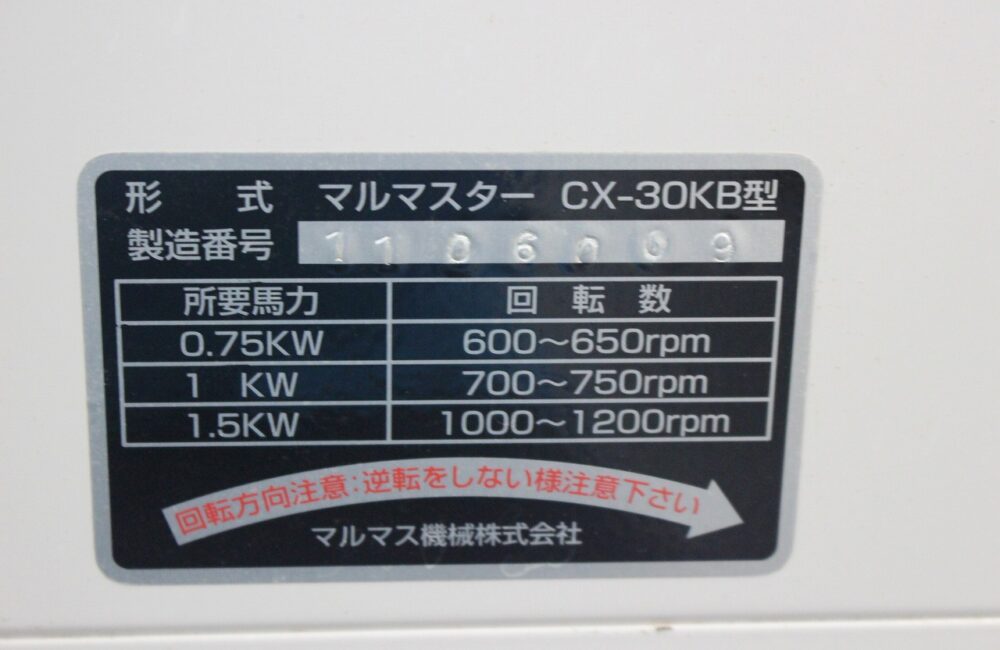 形 式 マルマスター CX-30KB型
製造番号 1106009
所要馬力 回転数
0.75KW 600～650rpm
1 KW 700～750rpm
1.5KW 1000～1200rpm
回転方向注意:逆転をしない様注意下さい
マルマス機械株式会社